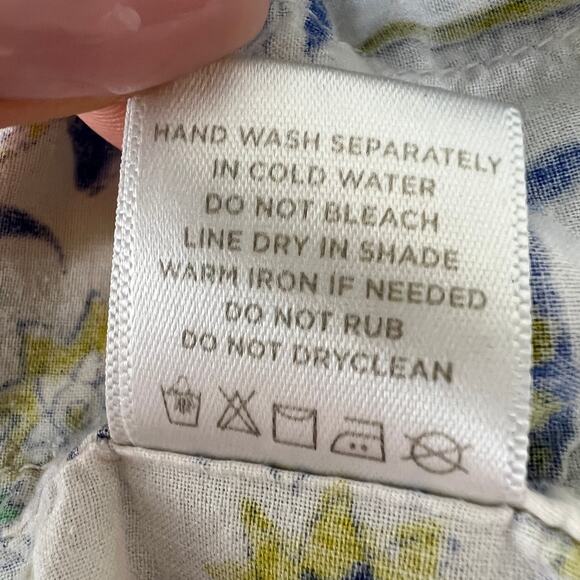 HAND WASH SEPARATELY
IN COLD WATER
DO NOT BLEACH
LINE DRY IN SHADE
WARM IRON IF NEEDED
DO NOT RUB
DO NOT DRYCLEAN